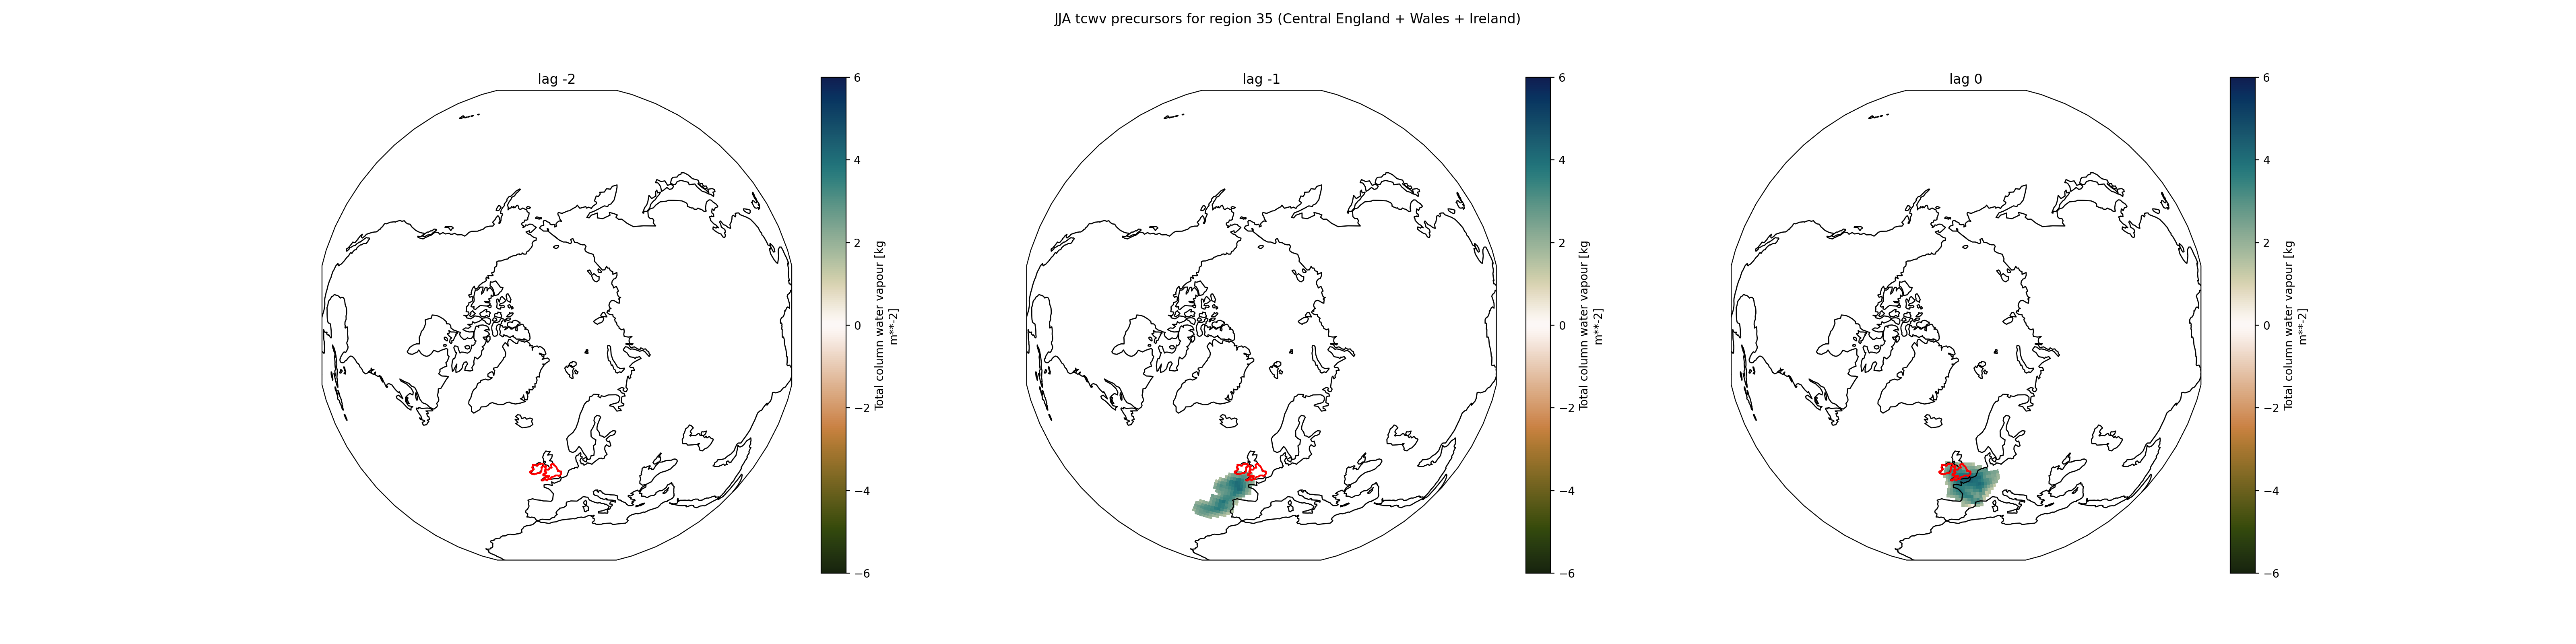 JJA tcwv precursors for region 35 (Central England + Wales + Ireland)
lag -2
6
4
2
0
−2
−4
−6
Total column water vapour [kg
m**-2]
lag -1
6
4
2
0
−2
−4
−6
Total column water vapour [kg
m**-2]
lag 0
6
4
2
0
−2
−4
−6
Total column water vapour [kg
m**-2]